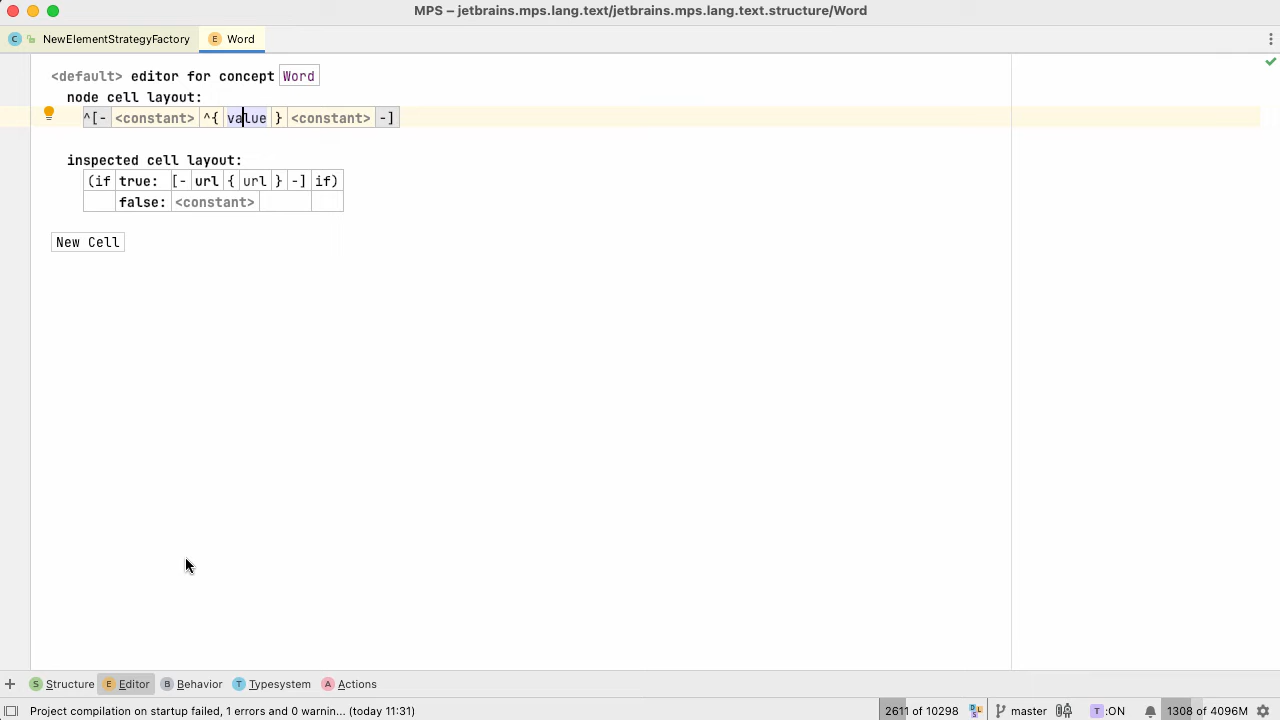 MPS – jetbrains.mps.lang.text/jetbrains.mps.lang.text.structure/Word
C NewElementStrategyFactory E Word
<default> editor for concept Word
node cell layout:
^[- <constant> ^{ value } <constant> -]
inspected cell layout:
(if true: [- url { url } -] if)
false: <constant>
New Cell
S Structure E Editor B Behavior T Typesystem A Actions
Project compilation on startup failed, 1 errors and 0 warnin... (today 11:31) 2611 of 10298 master T :ON 1308 of 4096M